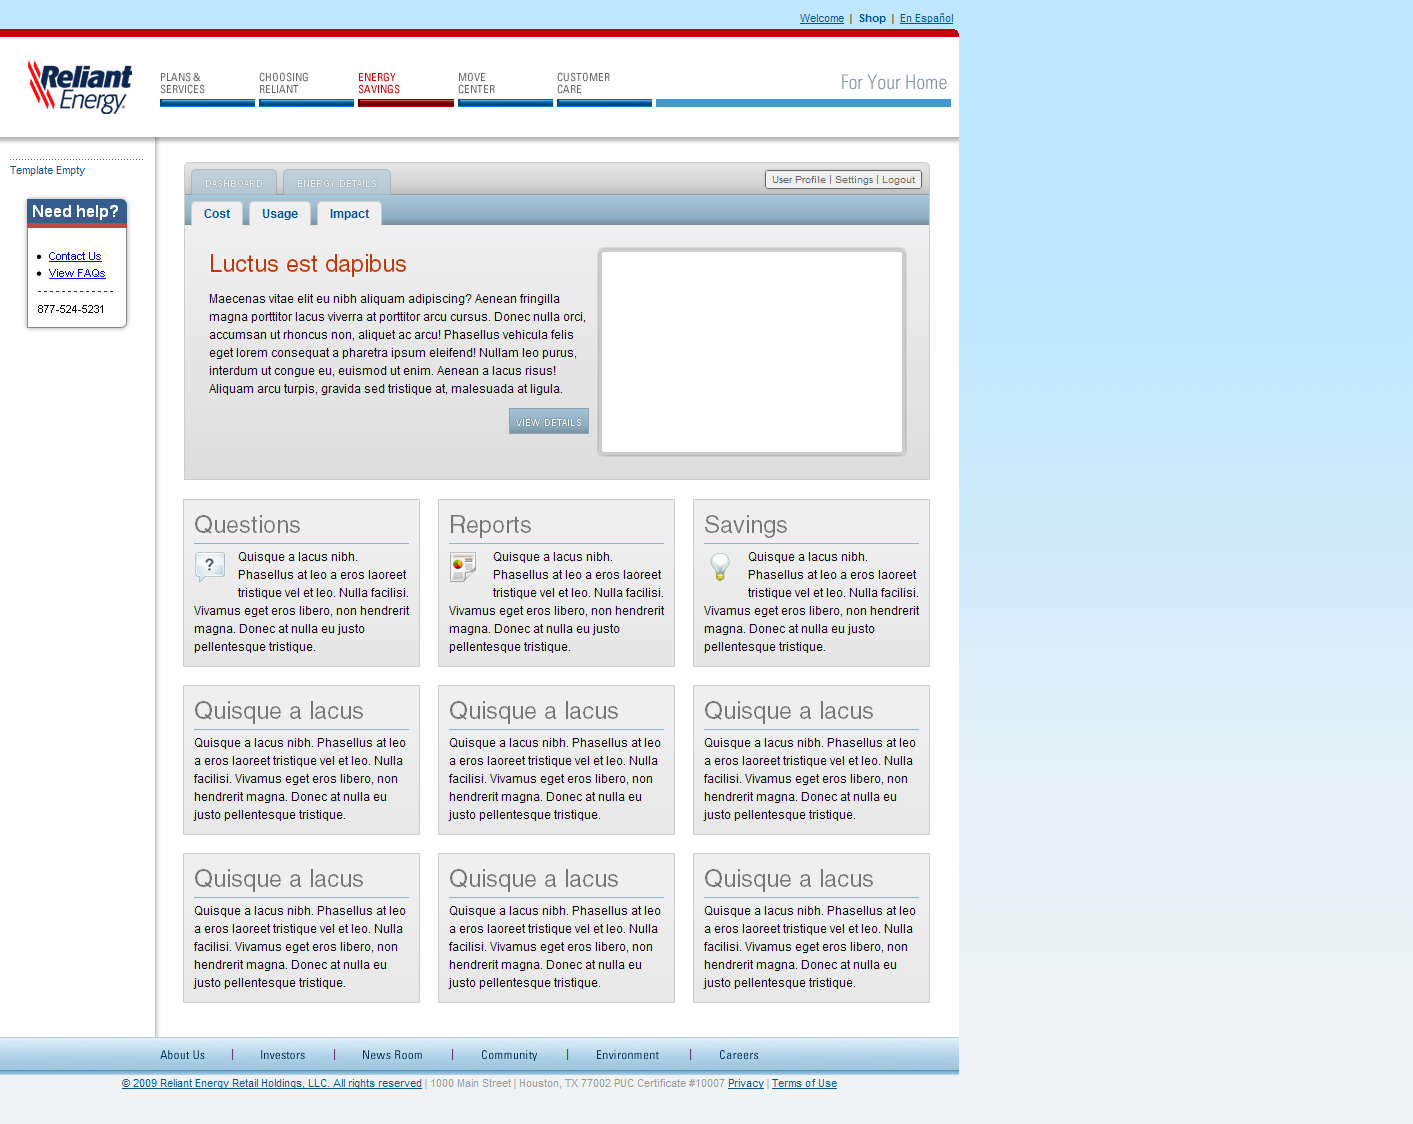 Welcome | Shop | En Español
Reliant
Energy
PLANS &
SERVICES
CHOOSING
RELIANT
ENERGY
SAVINGS
MOVE
CENTER
CUSTOMER
CARE
For Your Home
Template Empty
Need help?
Contact Us
View FAQs
877-524-5231
DASHBOARD
ENERGY DETAILS
User Profile | Settings | Logout
Cost
Usage
Impact
Luctus est dapibus
Maecenas vitae elit eu nibh aliquam adipiscing? Aenean fringilla
magna porttitor lacus viverra at porttitor arcu cursus. Donec nulla orci,
accumsan ut rhoncus non, aliquet ac arcu! Phasellus vehicula felis
eget lorem consequat a pharetra ipsum eleifend! Nullam leo purus,
interdum ut congue eu, euismod ut enim. Aenean a lacus risus!
Aliquam arcu turpis, gravida sed tristique at, malesuada at ligula.
VIEW DETAILS
Questions
?
Quisque a lacus nibh.
Phasellus at leo a eros laoreet
tristique vel et leo. Nulla facilisi.
Vivamus eget eros libero, non hendrerit
magna. Donec at nulla eu justo
pellentesque tristique.
Reports
Quisque a lacus nibh.
Phasellus at leo a eros laoreet
tristique vel et leo. Nulla facilisi.
Vivamus eget eros libero, non hendrerit
magna. Donec at nulla eu justo
pellentesque tristique.
Savings
Quisque a lacus nibh.
Phasellus at leo a eros laoreet
tristique vel et leo. Nulla facilisi.
Vivamus eget eros libero, non hendrerit
magna. Donec at nulla eu justo
pellentesque tristique.
Quisque a lacus
Quisque a lacus nibh. Phasellus at leo
a eros laoreet tristique vel et leo. Nulla
facilisi. Vivamus eget eros libero, non
hendrerit magna. Donec at nulla eu
justo pellentesque tristique.
Quisque a lacus
Quisque a lacus nibh. Phasellus at leo
a eros laoreet tristique vel et leo. Nulla
facilisi. Vivamus eget eros libero, non
hendrerit magna. Donec at nulla eu
justo pellentesque tristique.
Quisque a lacus
Quisque a lacus nibh. Phasellus at leo
a eros laoreet tristique vel et leo. Nulla
facilisi. Vivamus eget eros libero, non
hendrerit magna. Donec at nulla eu
justo pellentesque tristique.
Quisque a lacus
Quisque a lacus nibh. Phasellus at leo
a eros laoreet tristique vel et leo. Nulla
facilisi. Vivamus eget eros libero, non
hendrerit magna. Donec at nulla eu
justo pellentesque tristique.
Quisque a lacus
Quisque a lacus nibh. Phasellus at leo
a eros laoreet tristique vel et leo. Nulla
facilisi. Vivamus eget eros libero, non
hendrerit magna. Donec at nulla eu
justo pellentesque tristique.
Quisque a lacus
Quisque a lacus nibh. Phasellus at leo
a eros laoreet tristique vel et leo. Nulla
facilisi. Vivamus eget eros libero, non
hendrerit magna. Donec at nulla eu
justo pellentesque tristique.
About Us | Investors | News Room | Community | Environment | Careers
© 2009 Reliant Energy Retail Holdings, LLC. All rights reserved | 1000 Main Street | Houston, TX 77002 PUC Certificate #10007 Privacy | Terms of Use